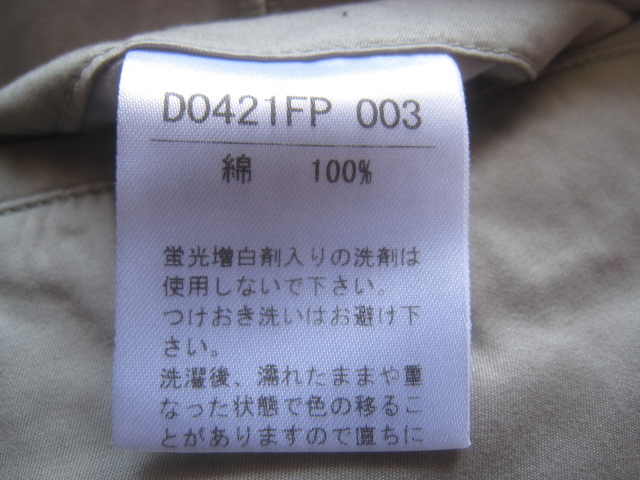 D0421FP 003
綿 100%
蛍光増白剤入りの洗剤は
使用しないで下さい。
つけおき洗いはお避け下
さい。
洗濯後、濡れたままや重
なった状態で色の移るこ
とがありますので直ちに